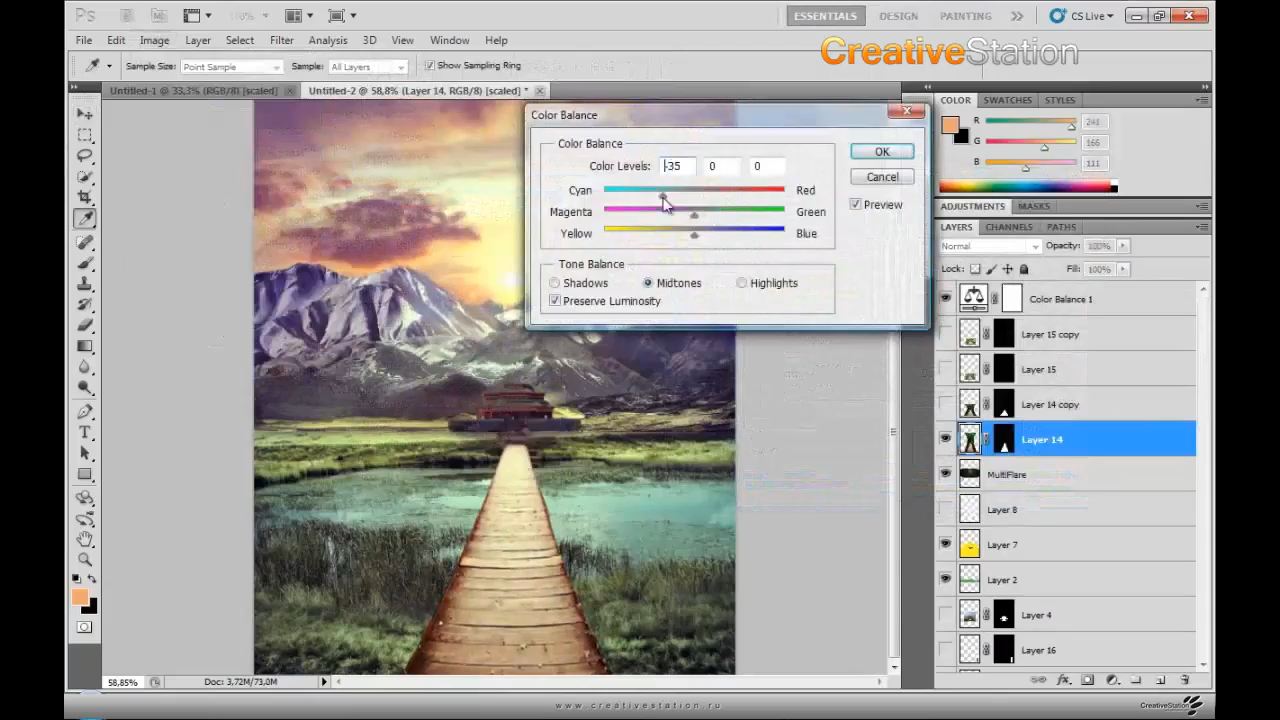 Ps Br Mb 100% ESSENTIALS DESIGN PAINTING CS Live
File Edit Image Layer Select Filter Analysis 3D View Window Help
CreativeStation
Sample Size: Point Sample Sample: All Layers Show Sampling Ring
Untitled-1 @ 33,3% (RGB/8) [scaled] Untitled-2 @ 58,8% (Layer 14, RGB/8) [scaled] *
COLOR SWATCHES STYLES
R 241
G 166
B 111
Color Balance
Color Balance
Color Levels: -35 0 0
Cyan Red
Magenta Green
Yellow Blue
Tone Balance
Shadows Midtones Highlights
Preserve Luminosity
OK
Cancel
Preview
ADJUSTMENTS MASKS
LAYERS CHANNELS PATHS
Normal Opacity: 100%
Lock: Fill: 100%
Color Balance 1
Layer 15 copy
Layer 15
Layer 14 copy
Layer 14
MultiFlare
Layer 8
Layer 7
Layer 2
Layer 4
Layer 16
T
fx
58,85% Doc: 3,72M/73,0M
www.creativestation.ru
CreativeStation